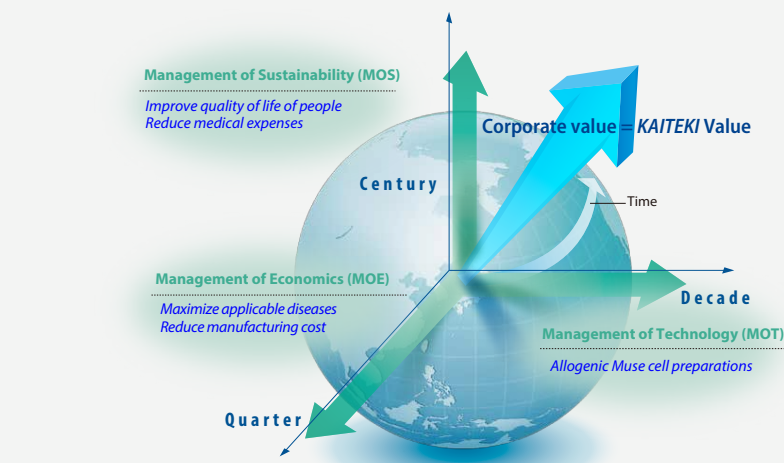 Management of Sustainability (MOS)
Improve quality of life of people
Reduce medical expenses
Corporate value = KAITEKI Value
Century
Time
Management of Economics (MOE)
Maximize applicable diseases
Reduce manufacturing cost
Decade
Management of Technology (MOT)
Allogenic Muse cell preparations
Quarter